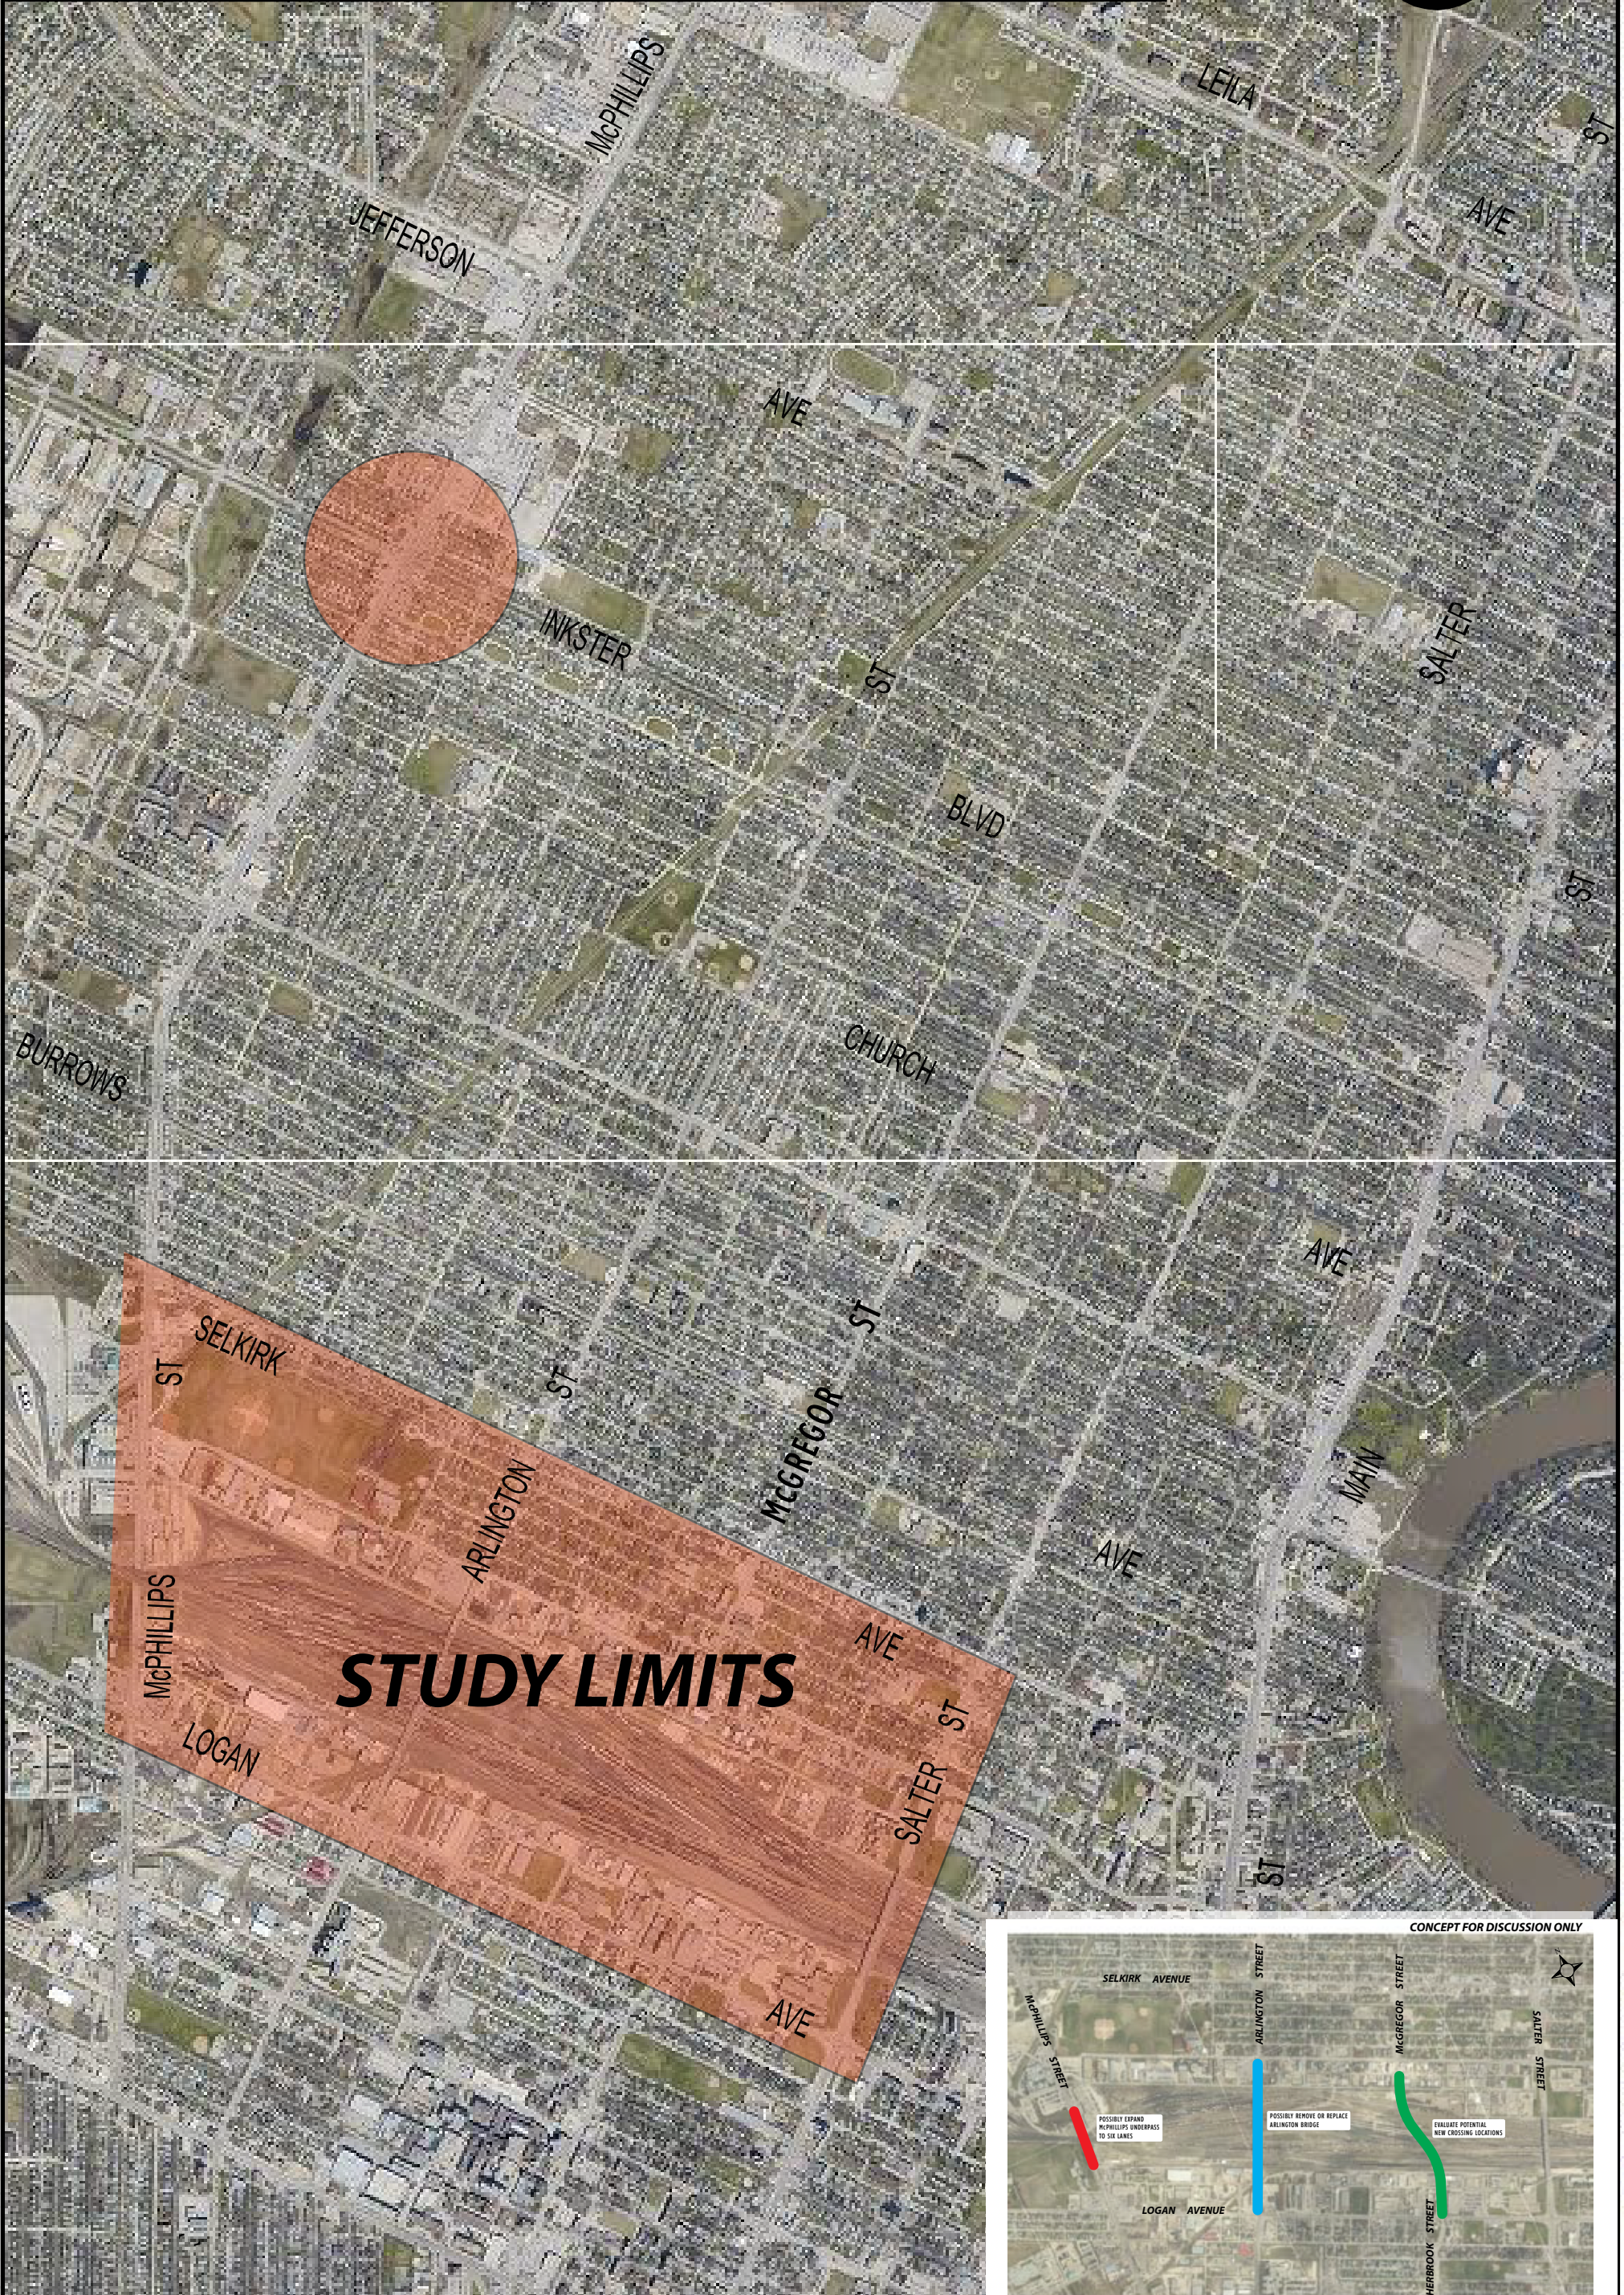 McPHILLIPS
LEILA
ST
AVE
JEFFERSON
AVE
INKSTER
ST
SALTER
BLVD
ST
CHURCH
BURROWS
AVE
ST
SELKIRK
ST
ST
McGREGOR
MAIN
ARLINGTON
AVE
McPHILLIPS
AVE
STUDY LIMITS
ST
LOGAN
SALTER
ST
AVE
CONCEPT FOR DISCUSSION ONLY
SELKIRK AVENUE
ARLINGTON STREET
McGREGOR STREET
McPHILLIPS STREET
SALTER STREET
POSSIBLY EXPAND
McPHILLIPS UNDERPASS
TO SIX LANES
POSSIBLY REMOVE OR REPLACE
ARLINGTON BRIDGE
EVALUATE POTENTIAL
NEW CROSSING LOCATIONS
LOGAN AVENUE
HERBROOK STREET